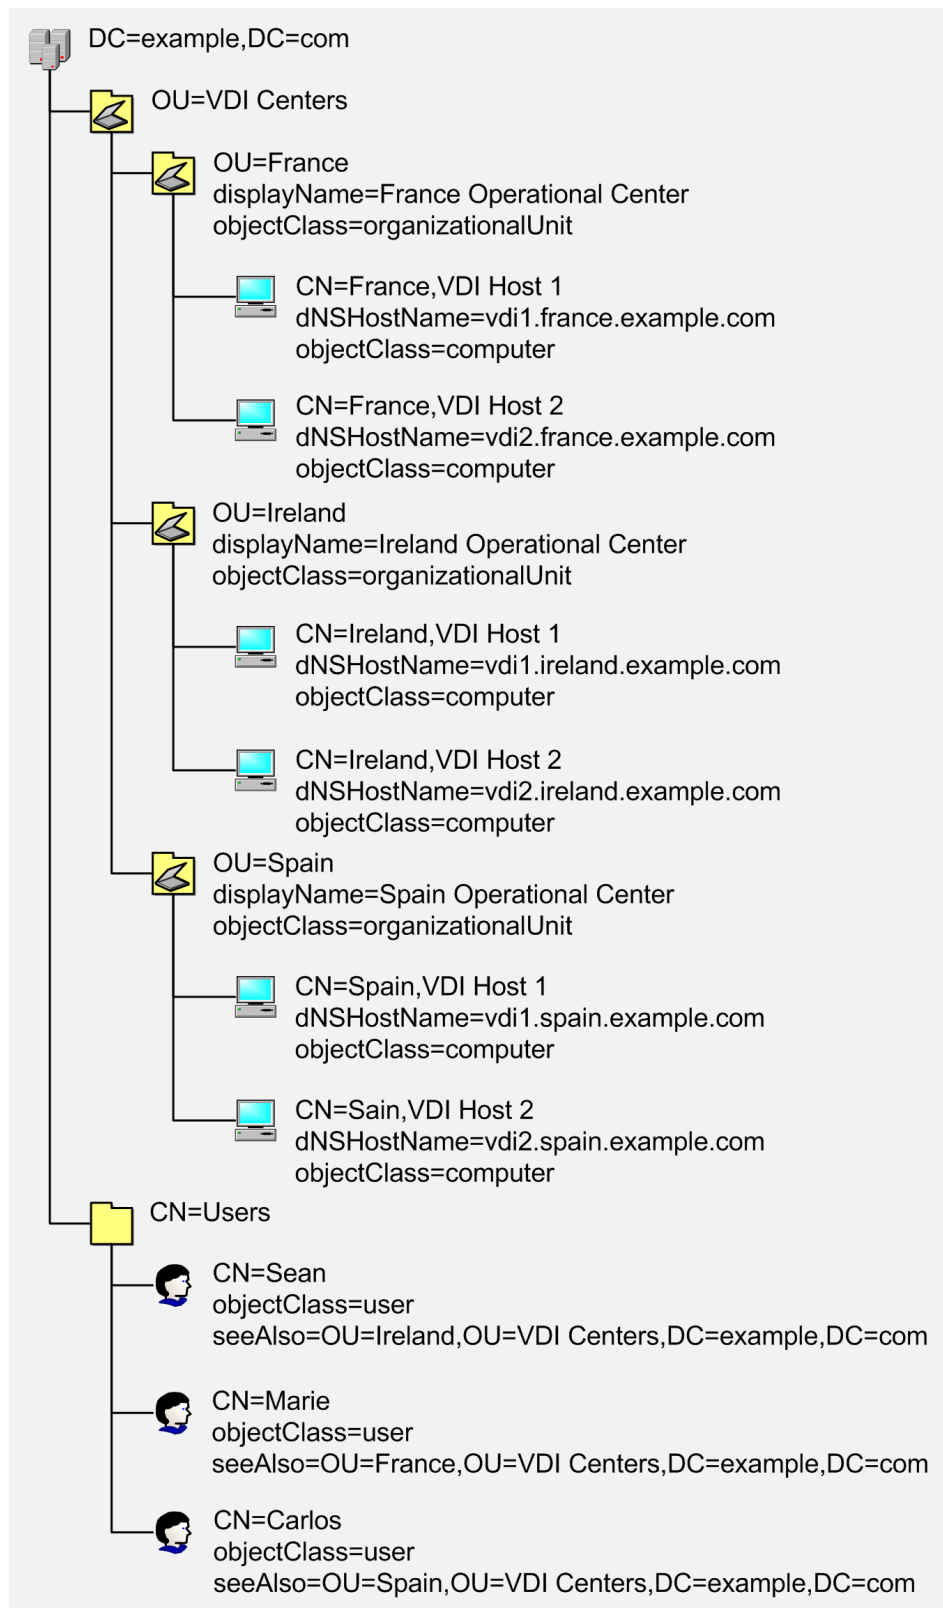 DC=example,DC=com
OU=VDI Centers
OU=France
displayName=France Operational Center
objectClass=organizationalUnit
CN=France,VDI Host 1
dNSHostName=vdi1.france.example.com
objectClass=computer
CN=France,VDI Host 2
dNSHostName=vdi2.france.example.com
objectClass=computer
OU=Ireland
displayName=Ireland Operational Center
objectClass=organizationalUnit
CN=Ireland,VDI Host 1
dNSHostName=vdi1.ireland.example.com
objectClass=computer
CN=Ireland,VDI Host 2
dNSHostName=vdi2.ireland.example.com
objectClass=computer
OU=Spain
displayName=Spain Operational Center
objectClass=organizationalUnit
CN=Spain,VDI Host 1
dNSHostName=vdi1.spain.example.com
objectClass=computer
CN=Sain,VDI Host 2
dNSHostName=vdi2.spain.example.com
objectClass=computer
CN=Users
CN=Sean
objectClass=user
seeAlso=OU=Ireland,OU=VDI Centers,DC=example,DC=com
CN=Marie
objectClass=user
seeAlso=OU=France,OU=VDI Centers,DC=example,DC=com
CN=Carlos
objectClass=user
seeAlso=OU=Spain,OU=VDI Centers,DC=example,DC=com